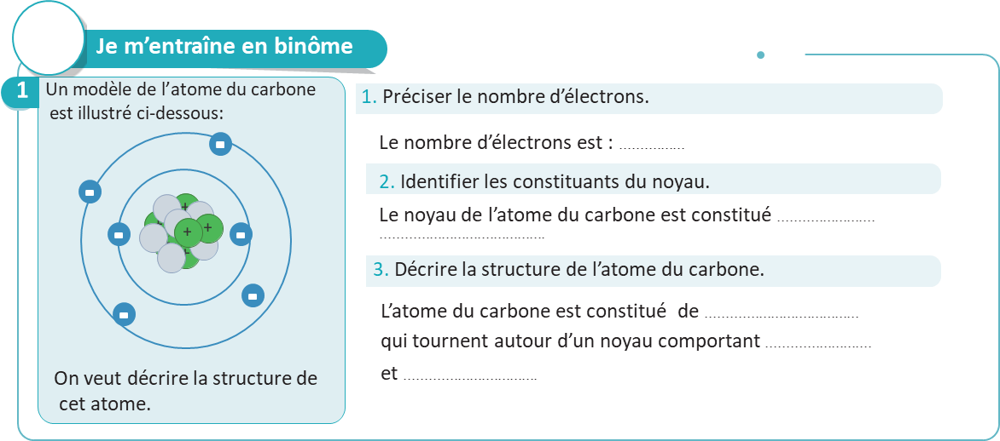 Je m’entraîne en binôme
1 Un modèle de l’atome du carbone
est illustré ci-dessous:
On veut décrire la structure de
cet atome.
1. Préciser le nombre d’électrons.
Le nombre d’électrons est : ................
2. Identifier les constituants du noyau.
Le noyau de l’atome du carbone est constitué .......................
.......................................
3. Décrire la structure de l’atome du carbone.
L’atome du carbone est constitué de ....................................
qui tournent autour d’un noyau comportant .........................
et ................................